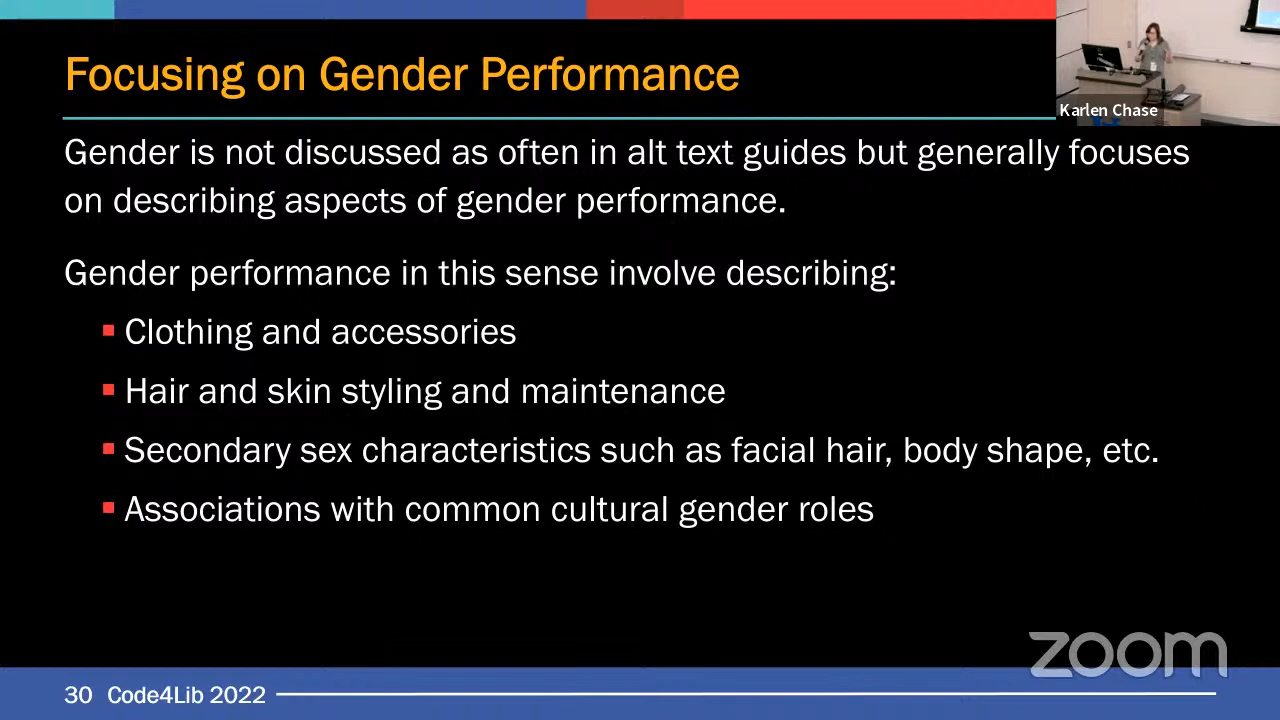 Focusing on Gender Performance
Karlen Chase
Gender is not discussed as often in alt text guides but generally focuses
on describing aspects of gender performance.
Gender performance in this sense involve describing:
Clothing and accessories
Hair and skin styling and maintenance
Secondary sex characteristics such as facial hair, body shape, etc.
Associations with common cultural gender roles
zoom
30 Code4Lib 2022